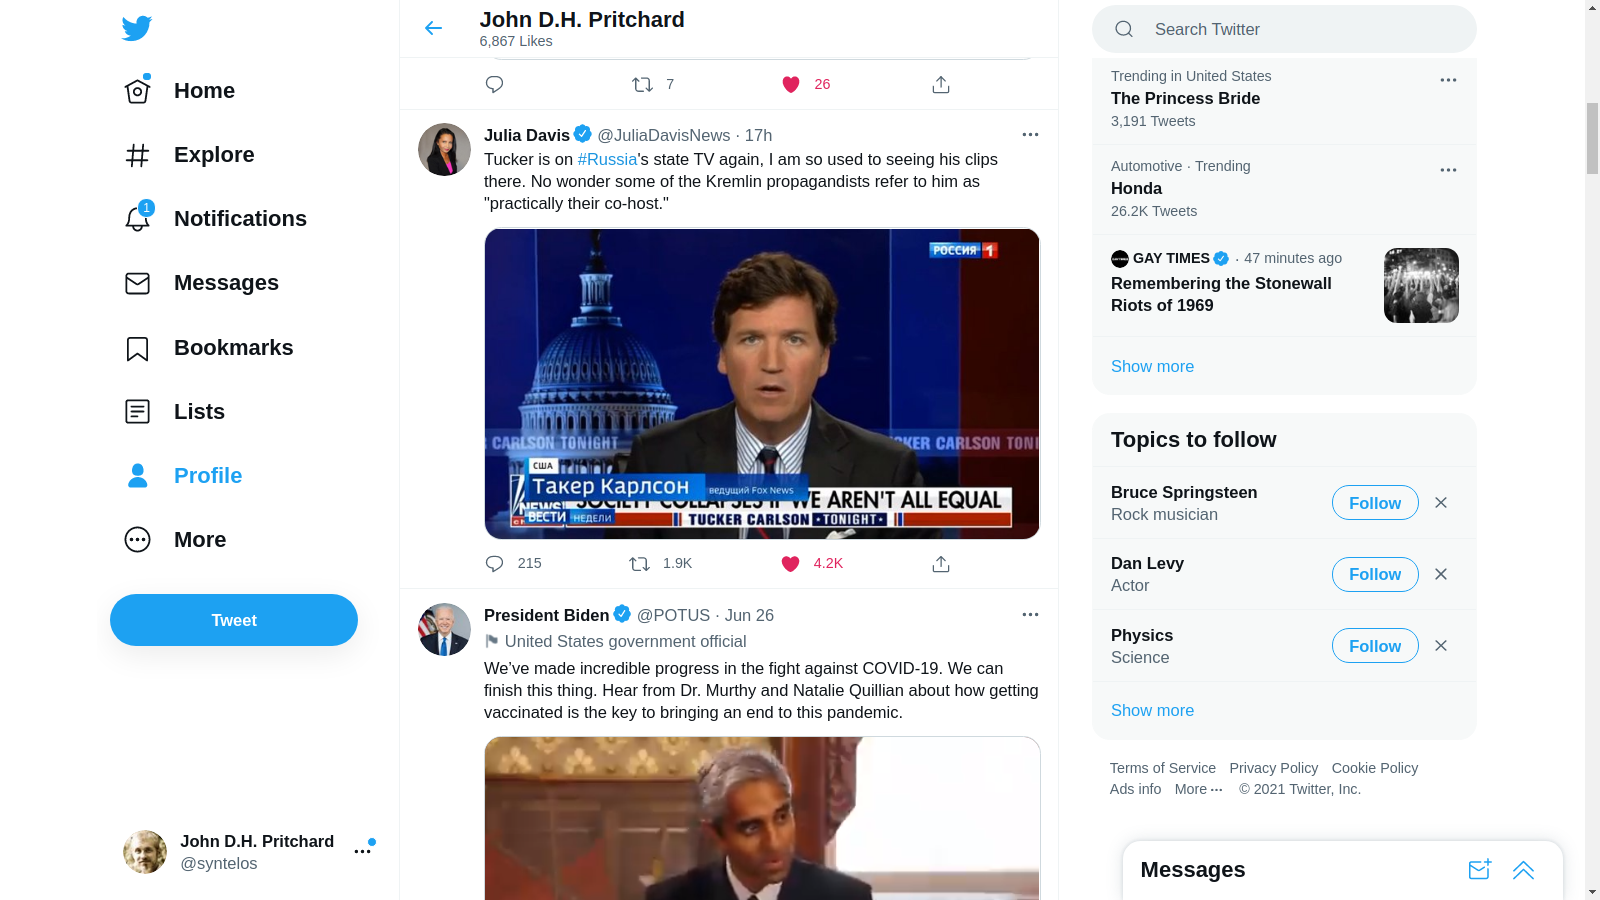 Home
Explore
1
Notifications
Messages
Bookmarks
Lists
Profile
More
Tweet
John D.H. Pritchard
@syntelos
John D.H. Pritchard
6,867 Likes
7
26
Julia Davis @JuliaDavisNews · 17h
Tucker is on #Russia's state TV again, I am so used to seeing his clips
there. No wonder some of the Kremlin propagandists refer to him as
"practically their co-host."
РОССИЯ 1
CARLSON TONIGHT
CKER CARLSON TONI
США
Такер Карлсон
ведущий Fox News
SOCIETY COLLAPSES IF WE AREN'T ALL EQUAL
NEWS
ВЕСТИ НЕДЕЛИ
TUCKER CARLSON TONIGHT
215
1.9K
4.2K
President Biden @POTUS · Jun 26
United States government official
We've made incredible progress in the fight against COVID-19. We can
finish this thing. Hear from Dr. Murthy and Natalie Quillian about how getting
vaccinated is the key to bringing an end to this pandemic.
Search Twitter
Trending in United States
The Princess Bride
3,191 Tweets
Automotive · Trending
Honda
26.2K Tweets
GAY TIMES · 47 minutes ago
Remembering the Stonewall
Riots of 1969
Show more
Topics to follow
Bruce Springsteen
Rock musician
Follow
Dan Levy
Actor
Follow
Physics
Science
Follow
Show more
Terms of Service Privacy Policy Cookie Policy
Ads info More ··· © 2021 Twitter, Inc.
Messages